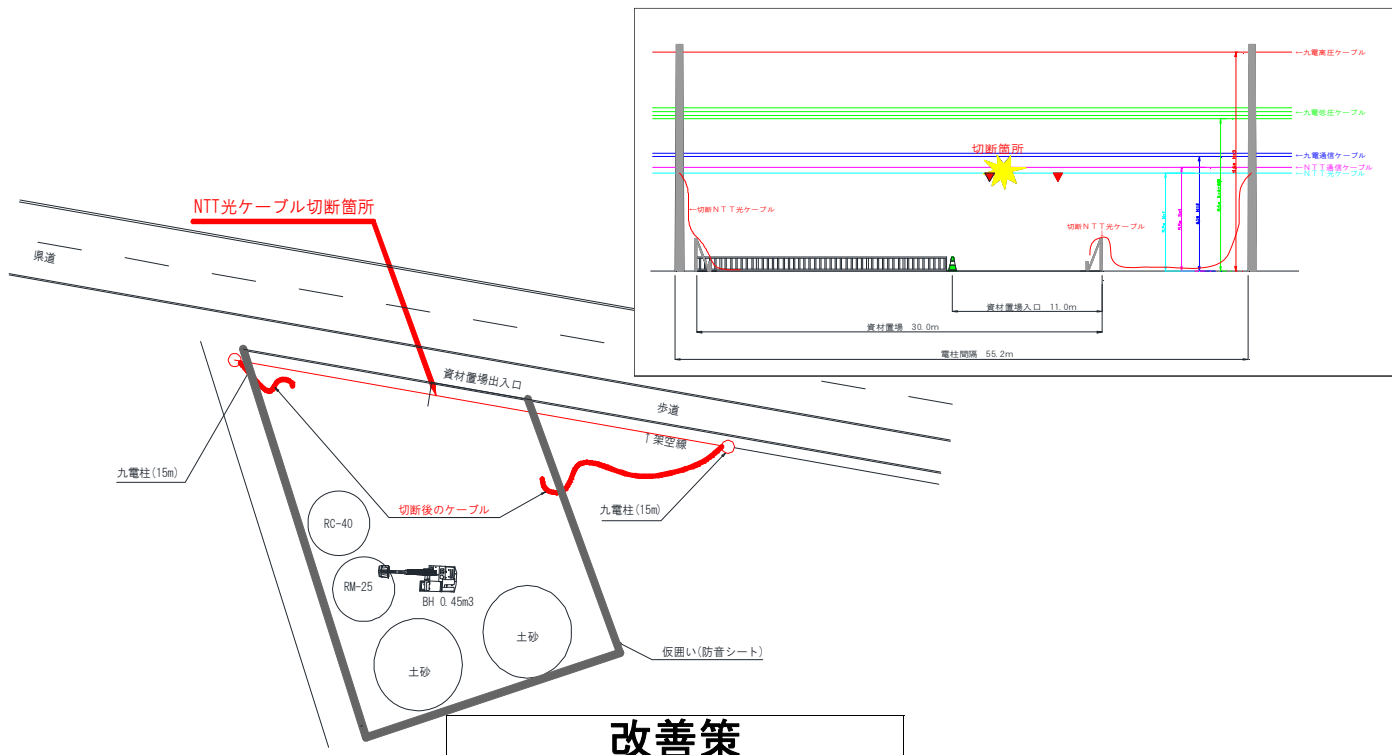 ←九電高圧ケーブル
←九電低圧ケーブル
切断箇所
←九電通信ケーブル
←NTT通信ケーブル
←NTT光ケーブル
←切断NTT光ケーブル
切断NTT光ケーブル
資材置場入口 11.0m
資材置場 30.0m
電柱間隔 55.2m
NTT光ケーブル切断箇所
県道
資材置場出入口
歩道
T架空線
九電柱(15m)
切断後のケーブル
九電柱(15m)
RC-40
RM-25
BH 0.45m3
土砂
土砂
仮囲い(防音シート)
改善策